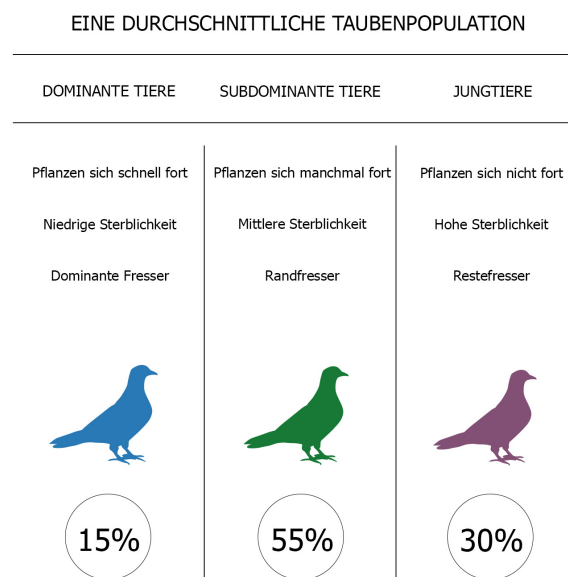 EINE DURCHSCHNITTLICHE TAUBENPOPULATION
DOMINANTE TIERE
SUBDOMINANTE TIERE
JUNGTIERE
Pflanzen sich schnell fort
Pflanzen sich manchmal fort
Pflanzen sich nicht fort
Niedrige Sterblichkeit
Mittlere Sterblichkeit
Hohe Sterblichkeit
Dominante Fresser
Randfresser
Restefresser
15%
55%
30%